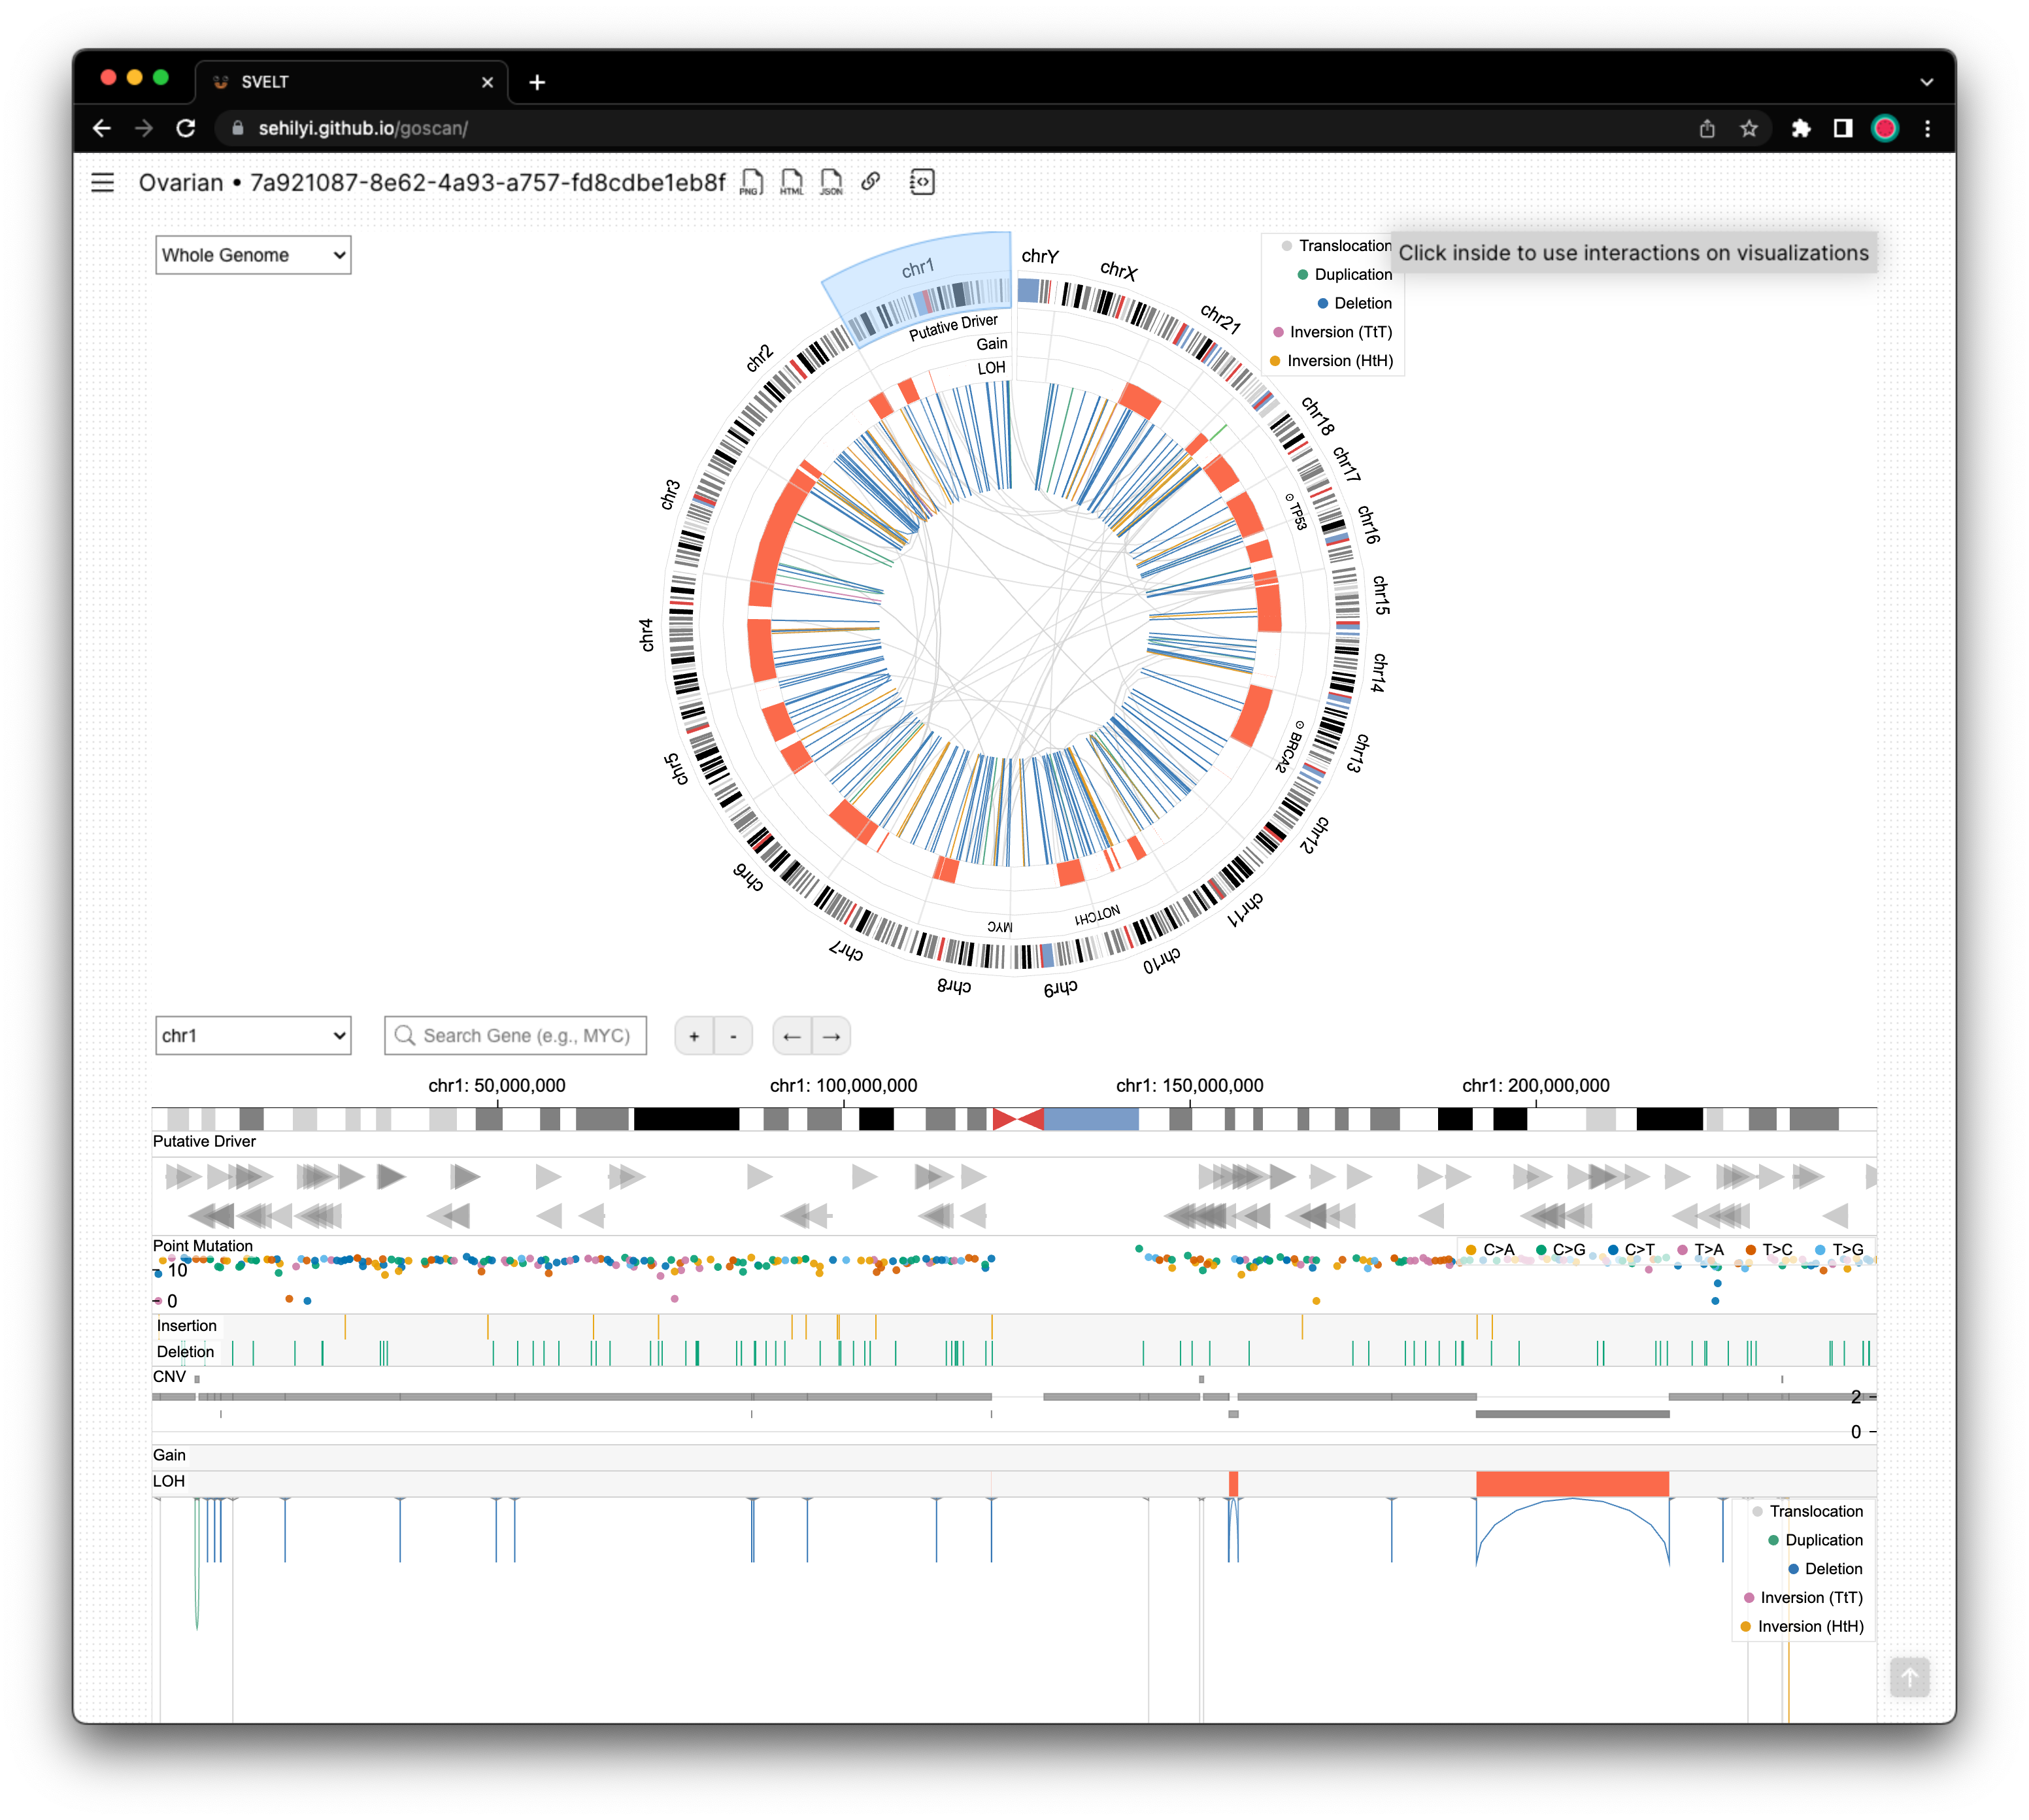 SVELT
sehilyi.github.io/goscan/
Ovarian • 7a921087-8e62-4a93-a757-fd8cdbe1eb8f
PNG
HTML
JSON
Whole Genome
Click inside to use interactions on visualizations
Translocation
Duplication
Deletion
Inversion (TtT)
Inversion (HtH)
chr1
chrY
chrX
chr21
chr18
chr17
chr16
chr15
chr14
chr13
chr12
chr11
chr10
chr9
chr8
chr7
chr6
chr5
chr4
chr3
chr2
Putative Driver
Gain
LOH
TP53
BRCA2
NOTCH1
MYC
chr1
Search Gene (e.g., MYC)
+
-
←
→
chr1: 50,000,000
chr1: 100,000,000
chr1: 150,000,000
chr1: 200,000,000
Putative Driver
Point Mutation
C>A
C>G
C>T
T>A
T>C
T>G
10
0
Insertion
Deletion
CNV
2
0
Gain
LOH
Translocation
Duplication
Deletion
Inversion (TtT)
Inversion (HtH)